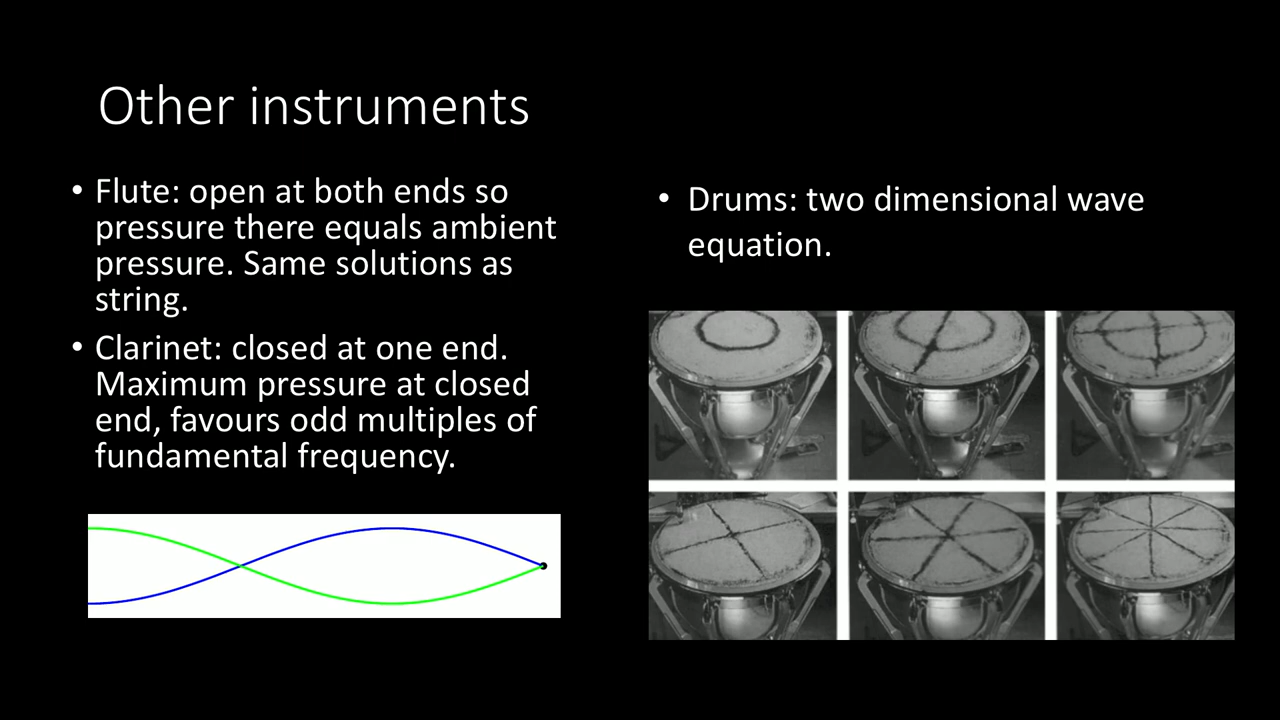 Other instruments
• Flute: open at both ends so
pressure there equals ambient
pressure. Same solutions as
string.
• Clarinet: closed at one end.
Maximum pressure at closed
end, favours odd multiples of
fundamental frequency.
• Drums: two dimensional wave
equation.